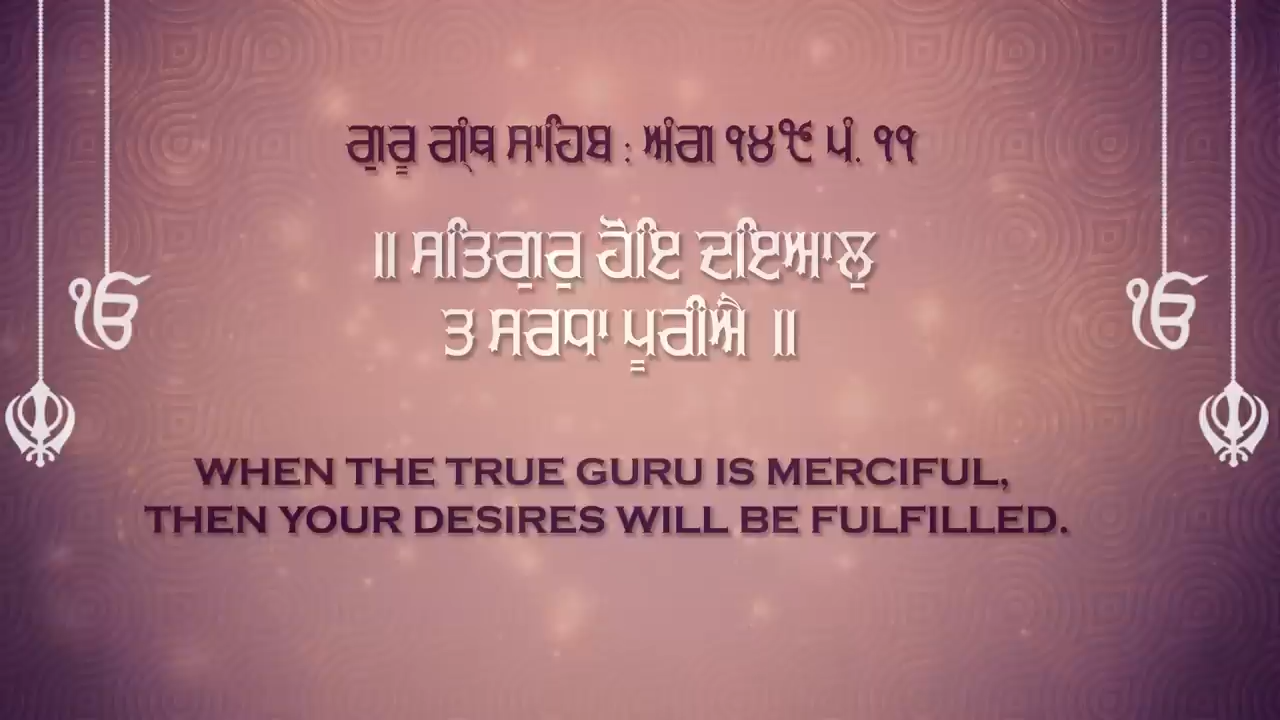 ਗੁਰੂ ਗ੍ਰੰਥ ਸਾਹਿਬ : ਅੰਗ ੧੪੯ ਪੰ. ੧੧
॥ ਸਤਿਗੁਰੁ ਹੋਇ ਦਇਆਲੁ
ਤ ਸਰਧਾ ਪੂਰੀਐ ॥
ੴ ੴ
WHEN THE TRUE GURU IS MERCIFUL,
THEN YOUR DESIRES WILL BE FULFILLED.